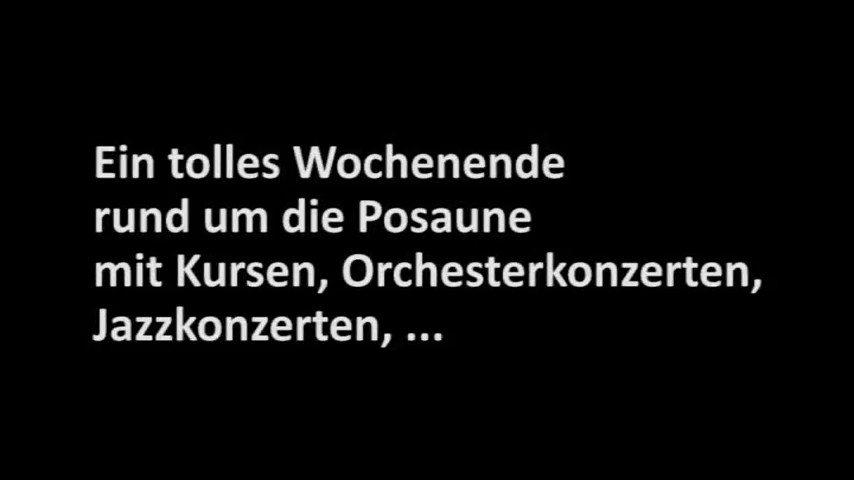 Ein tolles Wochenende
rund um die Posaune
mit Kursen, Orchesterkonzerten,
Jazzkonzerten, ...